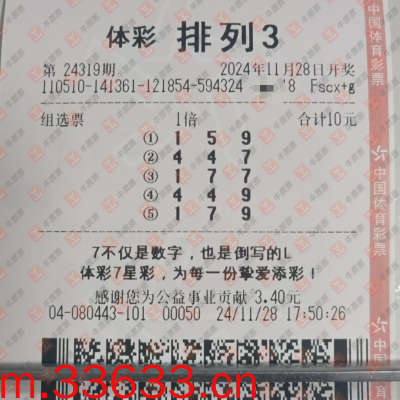 体彩 排列3
第 24319期 2024年11月28日开奖
110510-141361-121854-594324 '8 Fscx+g
组选票 1倍 合计10元
① 1 5 9
② 4 4 7
③ 1 7 7
④ 4 4 9
⑤ 1 7 9
7不仅是数字，也是倒写的L
体彩7星彩，为每一份挚爱添彩！
感谢您为公益事业贡献 3.40元
04-080443-101 00050 24/11/28 17:50:26
中国体育彩票
中国体育彩票
m.33633.cn